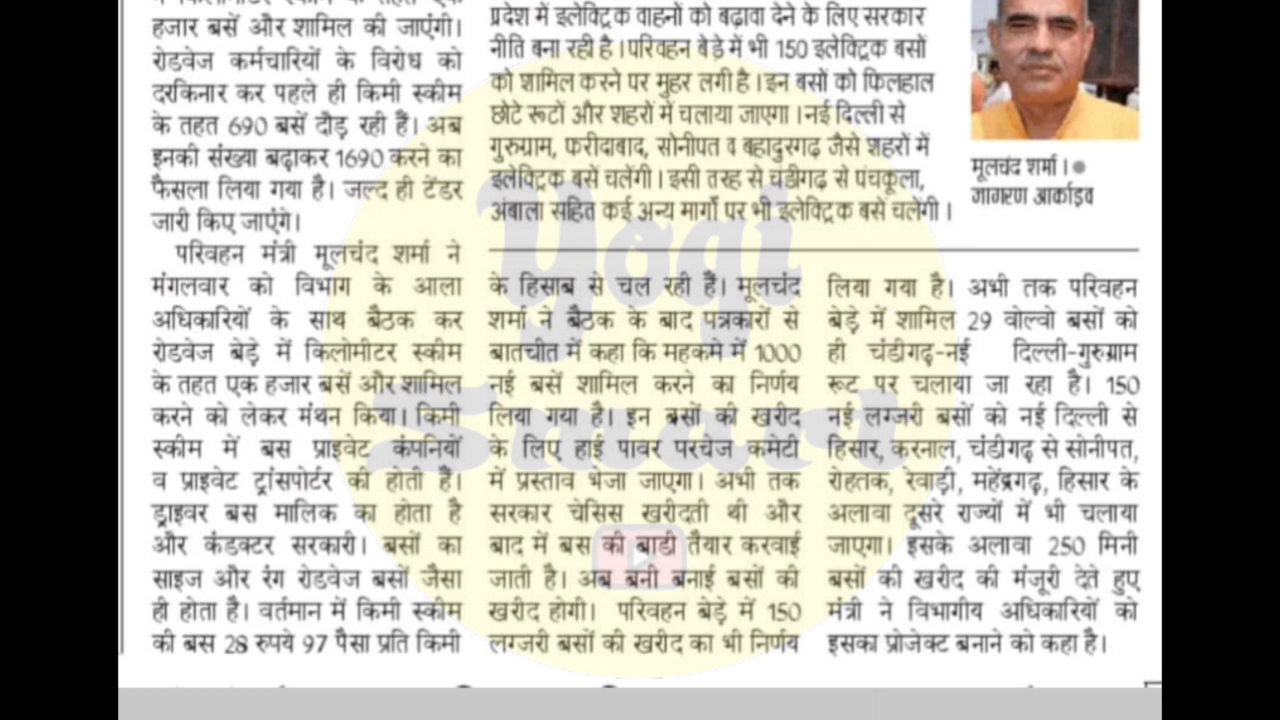 हजार बसें और शामिल की जाएंगी।
रोडवेज कर्मचारियों के विरोध को
दरकिनार कर पहले ही किमी स्कीम
के तहत 690 बसें दौड़ रही हैं। अब
इनकी संख्या बढ़ाकर 1690 करने का
फैसला लिया गया है। जल्द ही टेंडर
जारी किए जाएंगे।
परिवहन मंत्री मूलचंद शर्मा ने
मंगलवार को विभाग के आला
अधिकारियों के साथ बैठक कर
रोडवेज बेड़े में किलोमीटर स्कीम
के तहत एक हजार बसें और शामिल
करने को लेकर मंथन किया। किमी
स्कीम में बस प्राइवेट कंपनियों
व प्राइवेट ट्रांसपोर्टर की होती हैं।
ड्राइवर बस मालिक का होता है
और कंडक्टर सरकारी। बसों का
साइज और रंग रोडवेज बसों जैसा
ही होता है। वर्तमान में किमी स्कीम
की बस 28 रुपये 97 पैसा प्रति किमी
प्रदेश में इलेक्ट्रिक वाहनों को बढ़ावा देने के लिए सरकार
नीति बना रही है। परिवहन बेड़े में भी 150 इलेक्ट्रिक बसों
को शामिल करने पर मुहर लगी है। इन बसों को फिलहाल
छोटे रूटों और शहरों में चलाया जाएगा। नई दिल्ली से
गुरुग्राम, फरीदाबाद, सोनीपत व बहादुरगढ़ जैसे शहरों में
इलेक्ट्रिक बसें चलेंगी। इसी तरह से चंडीगढ़ से पंचकूला,
अंबाला सहित कई अन्य मार्गों पर भी इलेक्ट्रिक बसें चलेंगी।
मूलचंद शर्मा।●
जागरण आर्काइव
के हिसाब से चल रही हैं। मूलचंद
शर्मा ने बैठक के बाद पत्रकारों से
बातचीत में कहा कि महकमे में 1000
नई बसें शामिल करने का निर्णय
लिया गया है। इन बसों की खरीद
के लिए हाई पावर परचेज कमेटी
में प्रस्ताव भेजा जाएगा। अभी तक
सरकार चेसिस खरीदती थी और
बाद में बस की बाडी तैयार करवाई
जाती है। अब बनी बनाई बसों की
खरीद होगी। परिवहन बेड़े में 150
लग्जरी बसों की खरीद का भी निर्णय
लिया गया है। अभी तक परिवहन
बेड़े में शामिल 29 वोल्वो बसों को
ही चंडीगढ़-नई दिल्ली-गुरुग्राम
रूट पर चलाया जा रहा है। 150
नई लग्जरी बसों को नई दिल्ली से
हिसार, करनाल, चंडीगढ़ से सोनीपत,
रोहतक, रेवाड़ी, महेंद्रगढ़, हिसार के
अलावा दूसरे राज्यों में भी चलाया
जाएगा। इसके अलावा 250 मिनी
बसों की खरीद की मंजूरी देते हुए
मंत्री ने विभागीय अधिकारियों को
इसका प्रोजेक्ट बनाने को कहा है।
Yogi
Smart